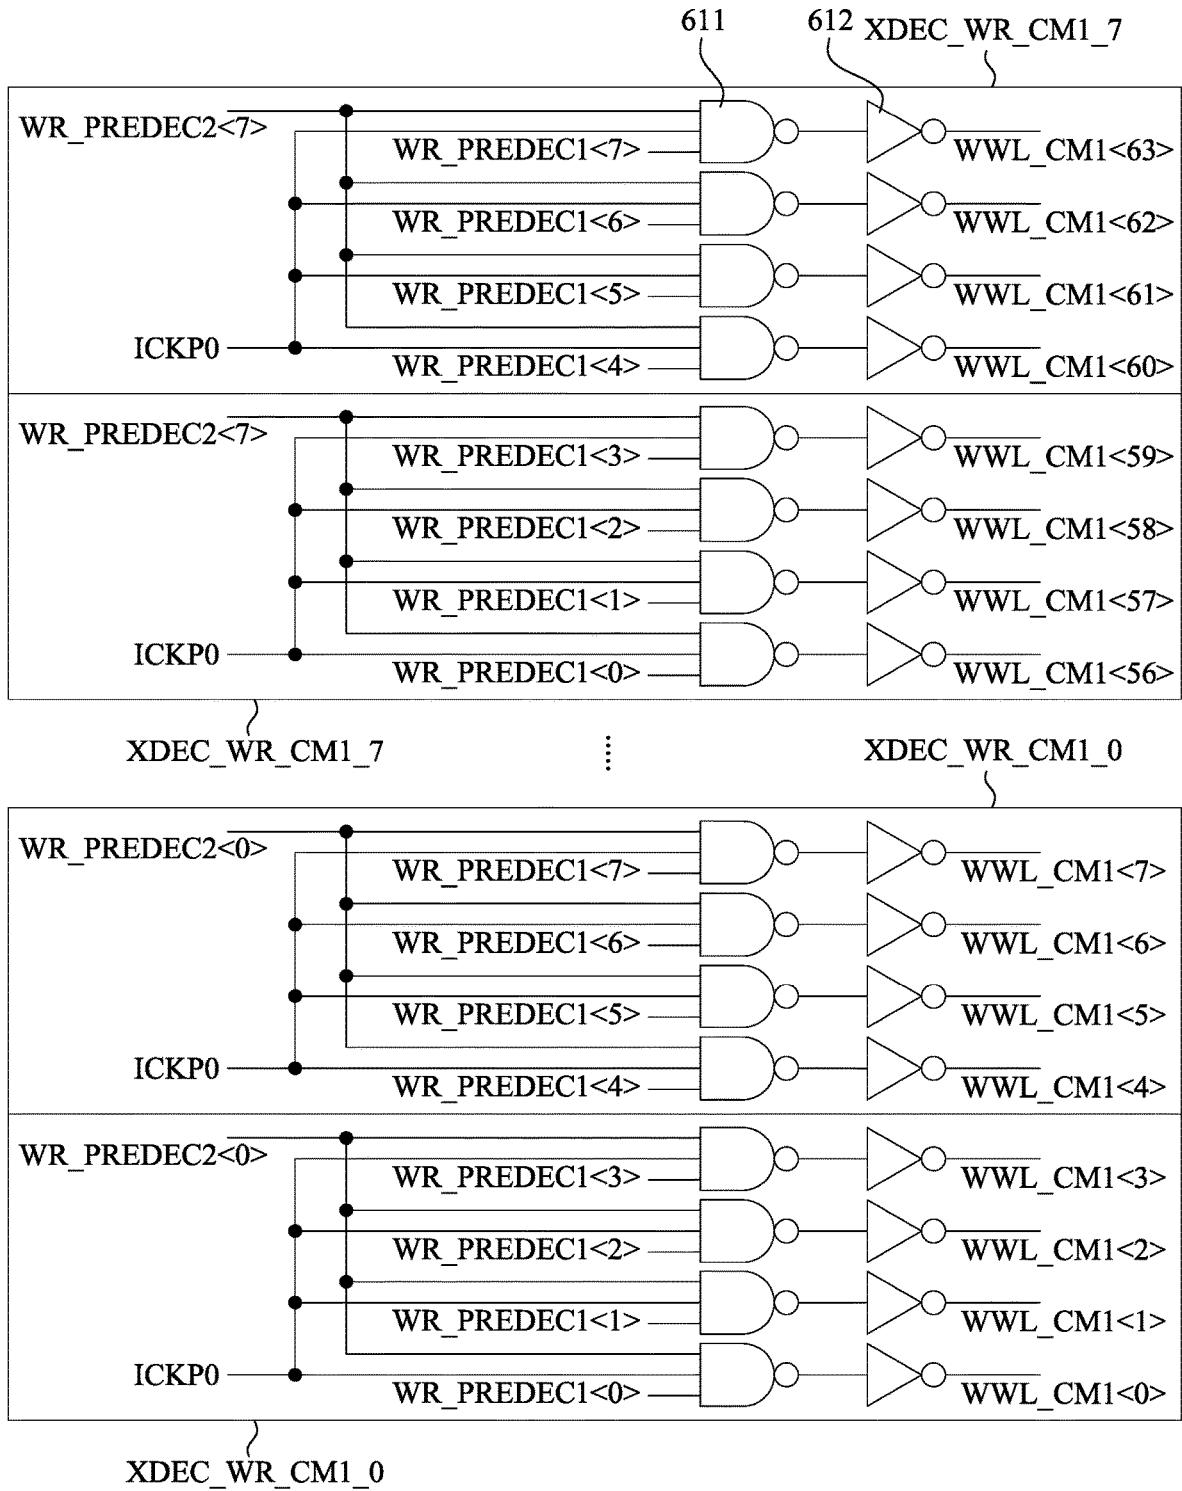 611
612
XDEC_WR_CM1_7
WR_PREDEC2<7>
WR_PREDEC1<7>
WWL_CM1<63>
WR_PREDEC1<6>
WWL_CM1<62>
WR_PREDEC1<5>
WWL_CM1<61>
ICKP0
WR_PREDEC1<4>
WWL_CM1<60>
WR_PREDEC2<7>
WR_PREDEC1<3>
WWL_CM1<59>
WR_PREDEC1<2>
WWL_CM1<58>
WR_PREDEC1<1>
WWL_CM1<57>
ICKP0
WR_PREDEC1<0>
WWL_CM1<56>
XDEC_WR_CM1_7
XDEC_WR_CM1_0
WR_PREDEC2<0>
WR_PREDEC1<7>
WWL_CM1<7>
WR_PREDEC1<6>
WWL_CM1<6>
WR_PREDEC1<5>
WWL_CM1<5>
ICKP0
WR_PREDEC1<4>
WWL_CM1<4>
WR_PREDEC2<0>
WR_PREDEC1<3>
WWL_CM1<3>
WR_PREDEC1<2>
WWL_CM1<2>
WR_PREDEC1<1>
WWL_CM1<1>
ICKP0
WR_PREDEC1<0>
WWL_CM1<0>
XDEC_WR_CM1_0